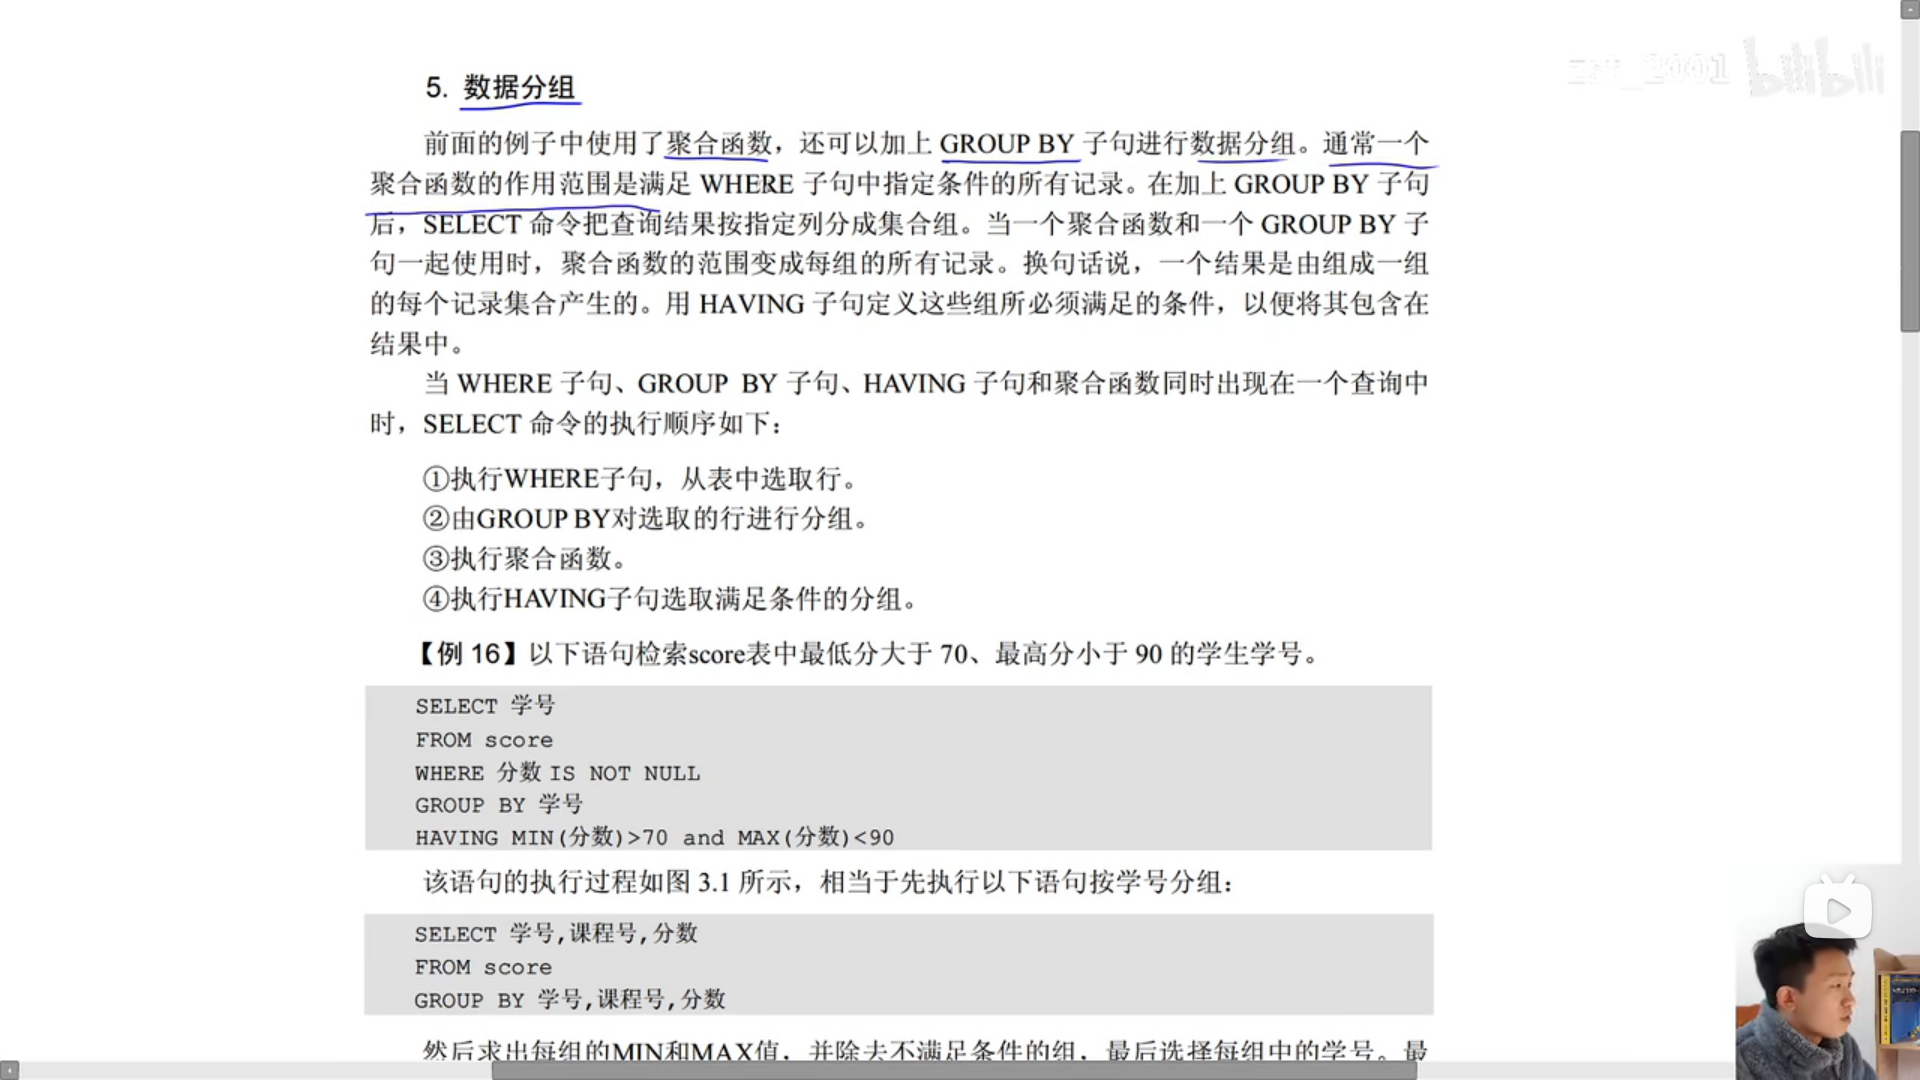 bilibili
5. 数据分组
前面的例子中使用了聚合函数，还可以加上 GROUP BY 子句进行数据分组。通常一个
聚合函数的作用范围是满足 WHERE 子句中指定条件的所有记录。在加上 GROUP BY 子句
后，SELECT 命令把查询结果按指定列分成集合组。当一个聚合函数和一个 GROUP BY 子
句一起使用时，聚合函数的范围变成每组的所有记录。换句话说，一个结果是由组成一组
的每个记录集合产生的。用 HAVING 子句定义这些组所必须满足的条件，以便将其包含在
结果中。
当 WHERE 子句、GROUP BY 子句、HAVING 子句和聚合函数同时出现在一个查询中
时，SELECT 命令的执行顺序如下：
①执行WHERE子句，从表中选取行。
②由GROUP BY对选取的行进行分组。
③执行聚合函数。
④执行HAVING子句选取满足条件的分组。
【例 16】以下语句检索score表中最低分大于 70、最高分小于 90 的学生学号。
SELECT 学号
FROM score
WHERE 分数 IS NOT NULL
GROUP BY 学号
HAVING MIN(分数)>70 and MAX(分数)<90
该语句的执行过程如图 3.1 所示，相当于先执行以下语句按学号分组：
SELECT 学号,课程号,分数
FROM score
GROUP BY 学号,课程号,分数
然后求出每组的MIN和MAX值，并除去不满足条件的组，最后选择每组中的学号。最